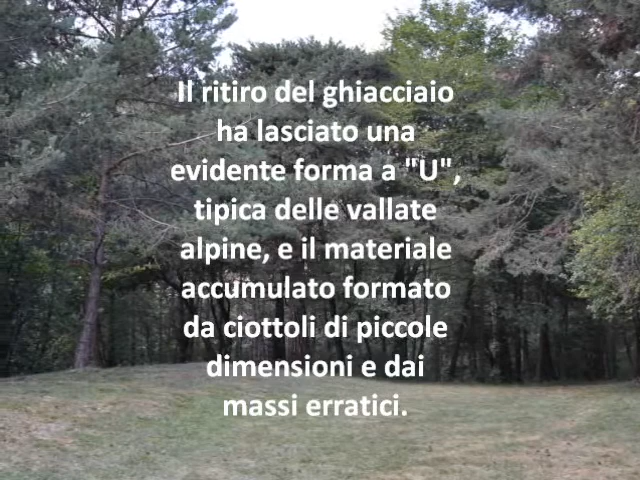 Il ritiro del ghiacciaio
ha lasciato una
evidente forma a "U",
tipica delle vallate
alpine, e il materiale
accumulato formato
da ciottoli di piccole
dimensioni e dai
massi erratici.